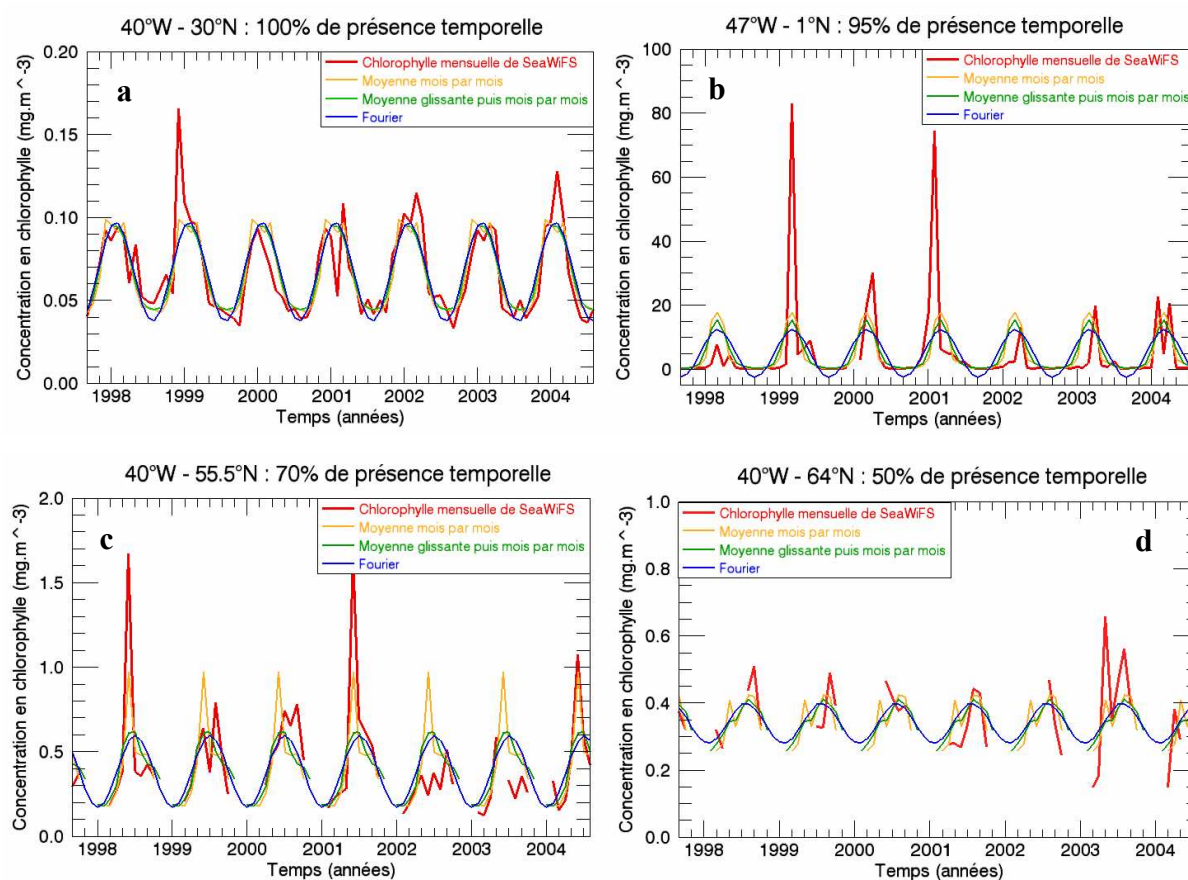 40°W - 30°N : 100% de présence temporelle
Concentration en chlorophylle (mg.m^-3)
0.20
0.15
0.10
0.05
0.00
a
Chlorophylle mensuelle de SeaWiFS
Moyenne mois par mois
Moyenne glissante puis mois par mois
Fourier
1998 1999 2000 2001 2002 2003 2004
Temps (années)
47°W - 1°N : 95% de présence temporelle
Concentration en chlorophylle (mg.m^-3)
100
80
60
40
20
0
b
Chlorophylle mensuelle de SeaWiFS
Moyenne mois par mois
Moyenne glissante puis mois par mois
Fourier
1998 1999 2000 2001 2002 2003 2004
Temps (années)
40°W - 55.5°N : 70% de présence temporelle
Concentration en chlorophylle (mg.m^-3)
2.0
1.5
1.0
0.5
0.0
c
Chlorophylle mensuelle de SeaWiFS
Moyenne mois par mois
Moyenne glissante puis mois par mois
Fourier
1998 1999 2000 2001 2002 2003 2004
Temps (années)
40°W - 64°N : 50% de présence temporelle
Concentration en chlorophylle (mg.m^-3)
1.0
0.8
0.6
0.4
0.2
0.0
Chlorophylle mensuelle de SeaWiFS
Moyenne mois par mois
Moyenne glissante puis mois par mois
Fourier
d
1998 1999 2000 2001 2002 2003 2004
Temps (années)